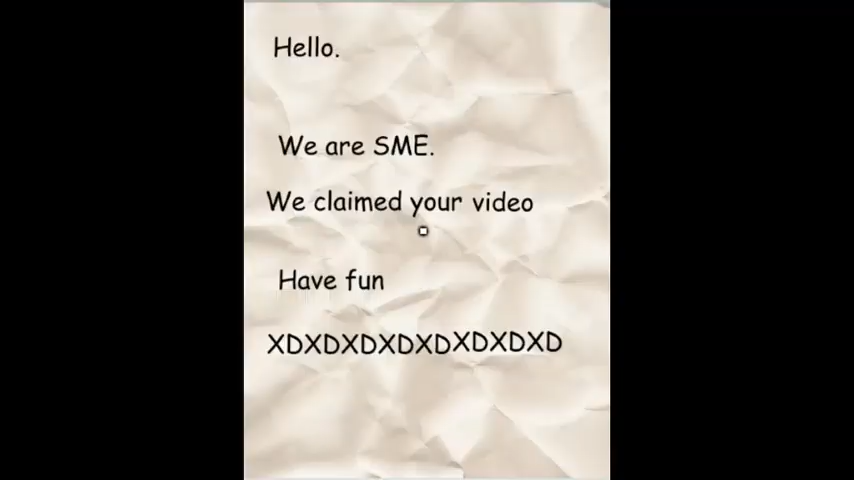 Hello.
We are SME.
We claimed your video
Have fun
XDXDXDXDXDXDXDXD